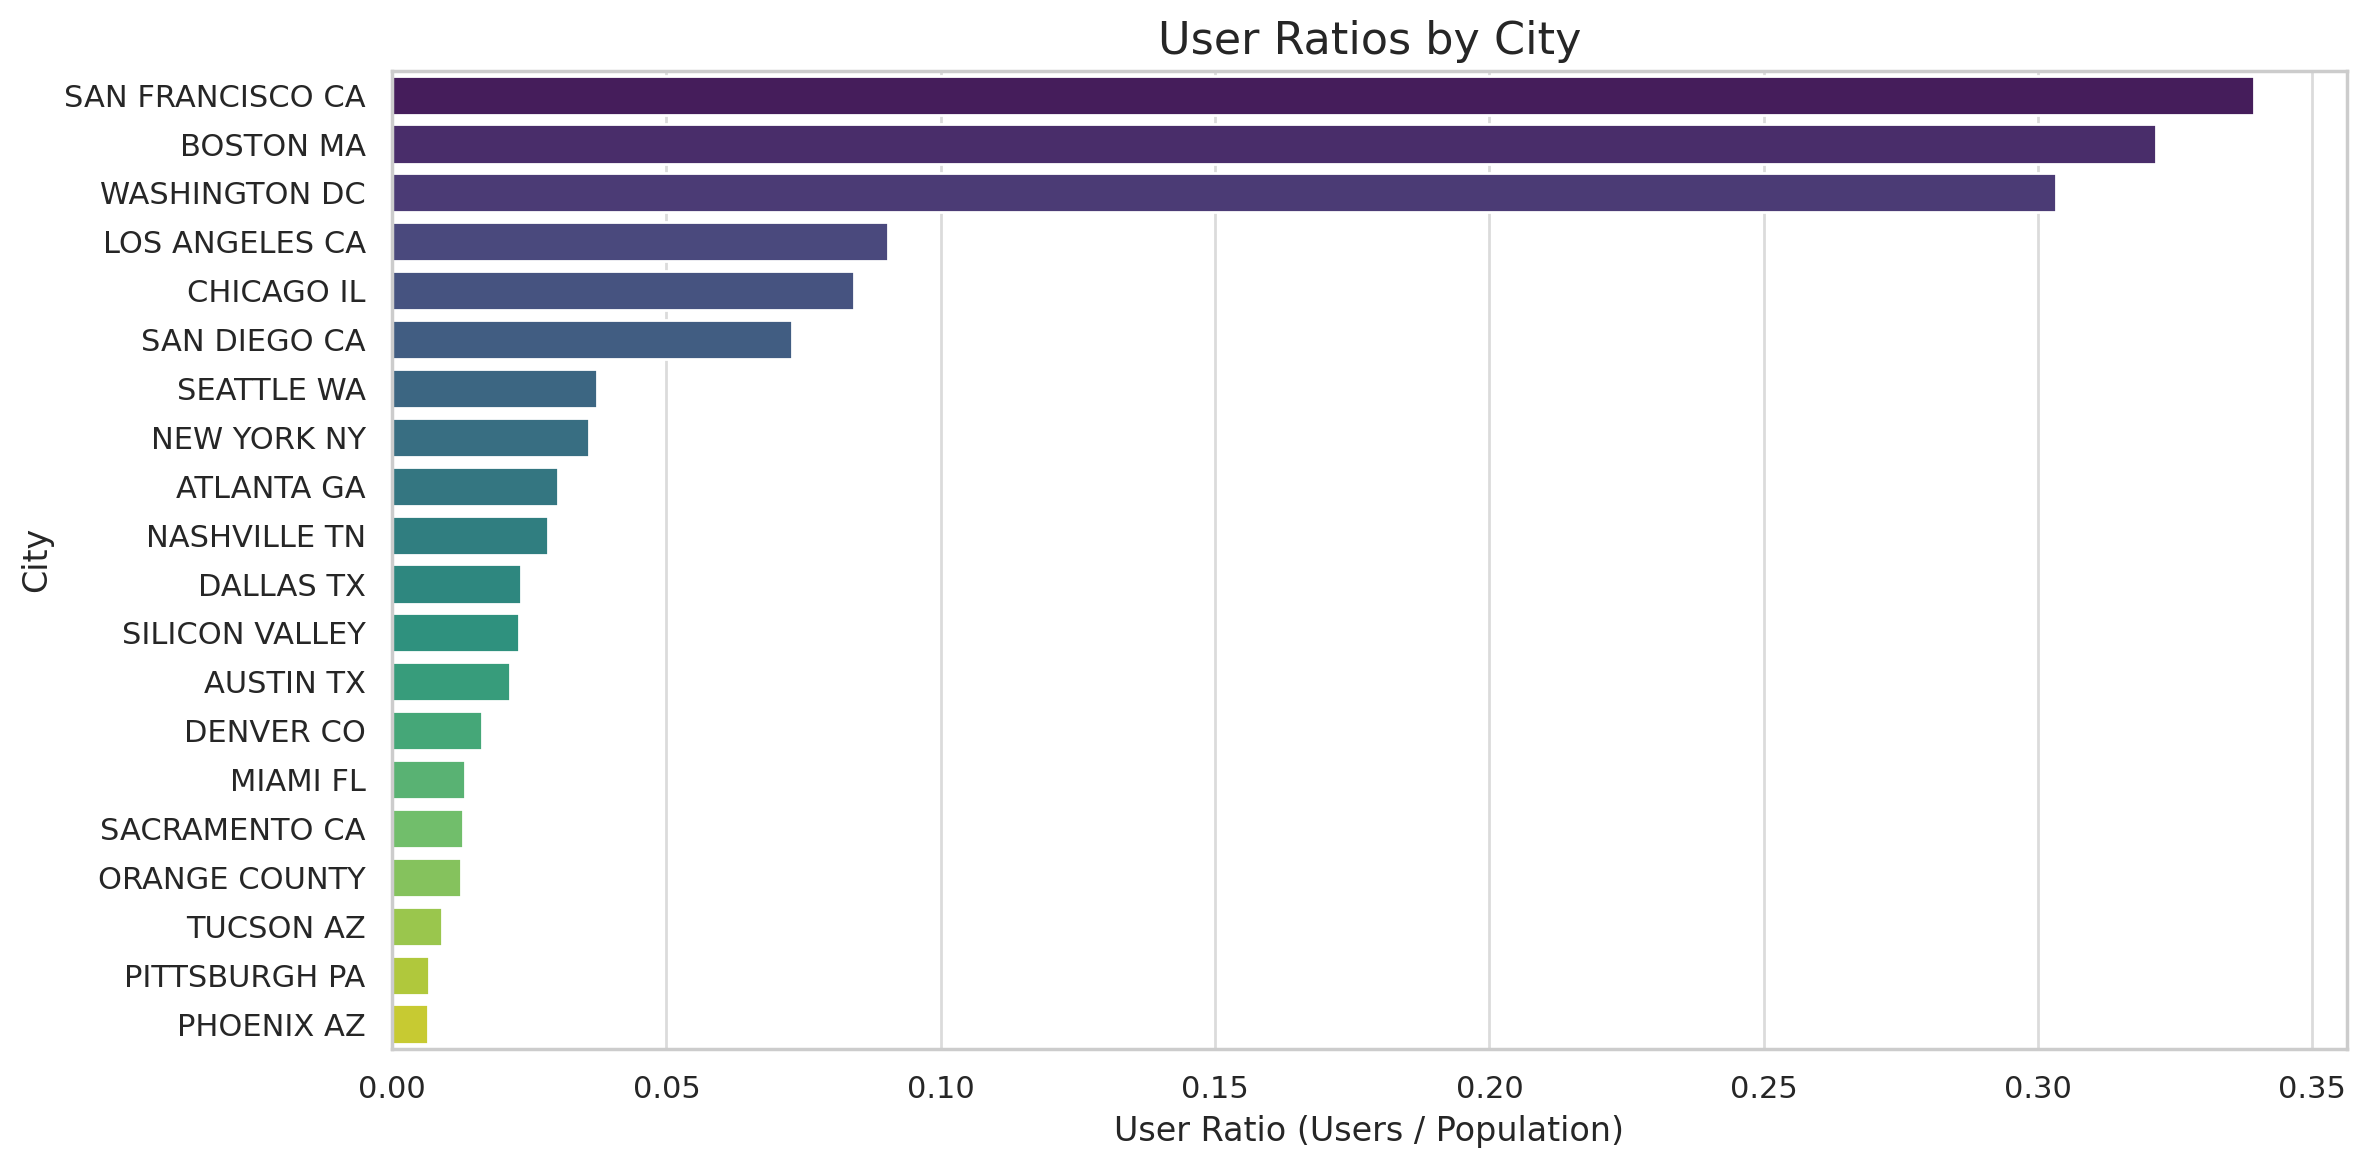 User Ratios by City
SAN FRANCISCO CA
BOSTON MA
WASHINGTON DC
LOS ANGELES CA
CHICAGO IL
SAN DIEGO CA
SEATTLE WA
NEW YORK NY
ATLANTA GA
NASHVILLE TN
DALLAS TX
SILICON VALLEY
AUSTIN TX
DENVER CO
MIAMI FL
SACRAMENTO CA
ORANGE COUNTY
TUCSON AZ
PITTSBURGH PA
PHOENIX AZ
City
0.00 0.05 0.10 0.15 0.20 0.25 0.30 0.35
User Ratio (Users / Population)